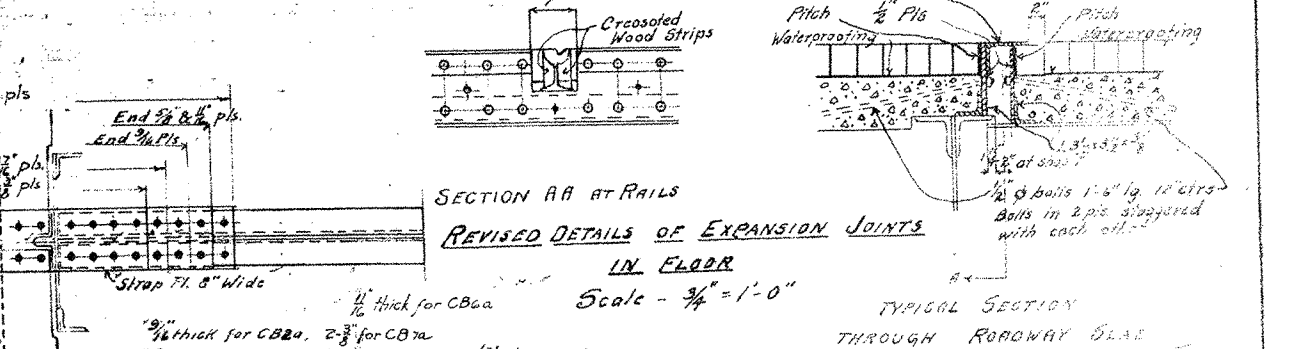 Creosoted
Wood Strips
Pitch
Waterproofing
1/2" Pls
2"
Pitch
Waterproofing
pls
End 5/8" & 11/16" pls.
End 9/16 Pls.
pls.
pls
Strap Pl. 8" Wide
11/16" thick for CB6a
9/16" thick for CB2a, 2-3/8" for CB7a
SECTION AA AT RAILS
REVISED DETAILS OF EXPANSION JOINTS
IN FLOOR
Scale - 3/4" = 1'-0"
at shop
1/2" φ bolts 1'-6" lg. 12" ctrs
Bolts in 2 pls staggered
with each other
A
TYPICAL SECTION
THROUGH ROADWAY SLAB